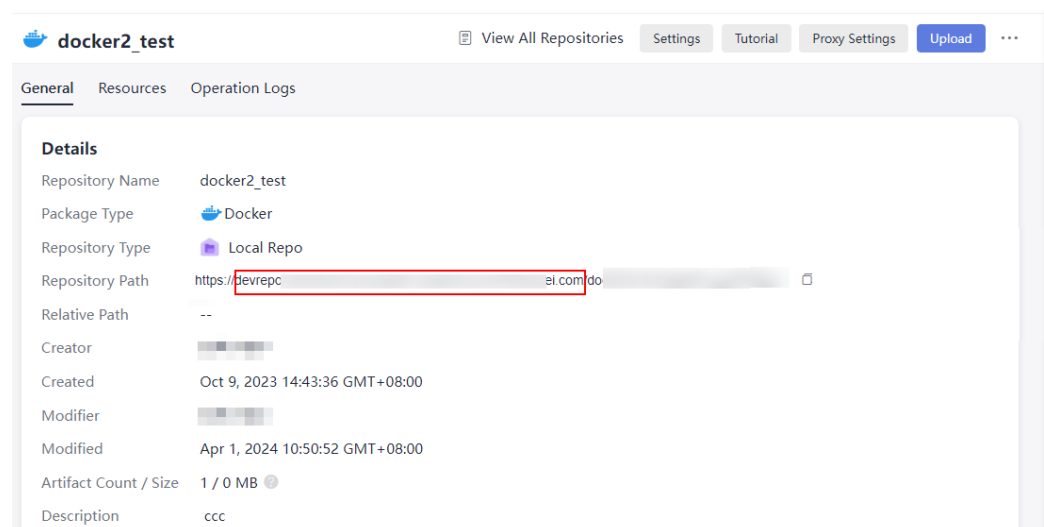 docker2_test View All Repositories Settings Tutorial Proxy Settings Upload ...
General Resources Operation Logs
Details
Repository Name docker2_test
Package Type Docker
Repository Type Local Repo
Repository Path https://devrepo ei.com/do
Relative Path --
Creator
Created Oct 9, 2023 14:43:36 GMT+08:00
Modifier
Modified Apr 1, 2024 10:50:52 GMT+08:00
Artifact Count / Size 1 / 0 MB ?
Description ccc